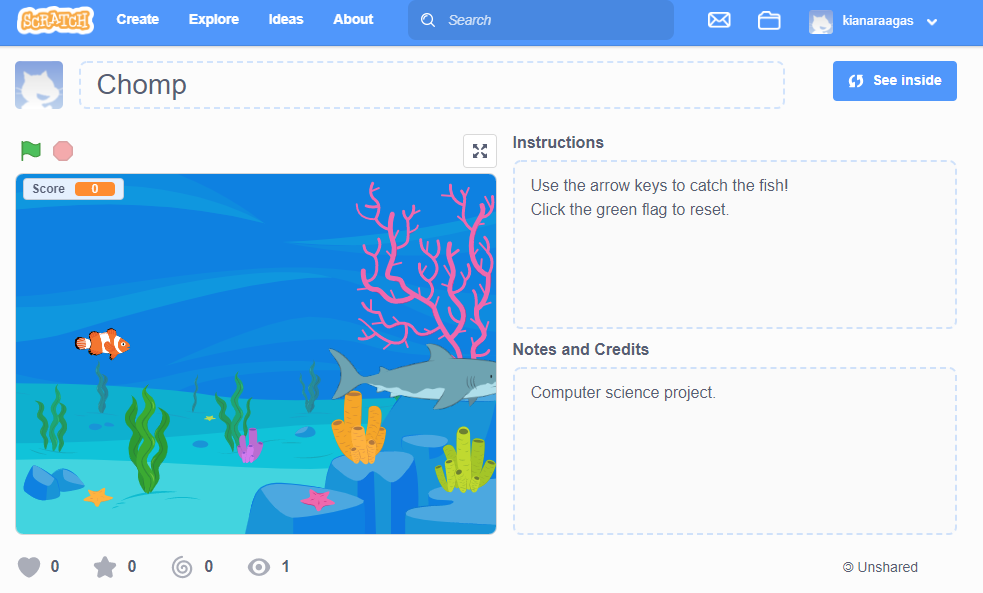 SCRATCH Create Explore Ideas About Search kianaraagas
Chomp
See inside
Instructions
Score 0
Use the arrow keys to catch the fish!
Click the green flag to reset.
Notes and Credits
Computer science project.
0 0 0 1
Unshared